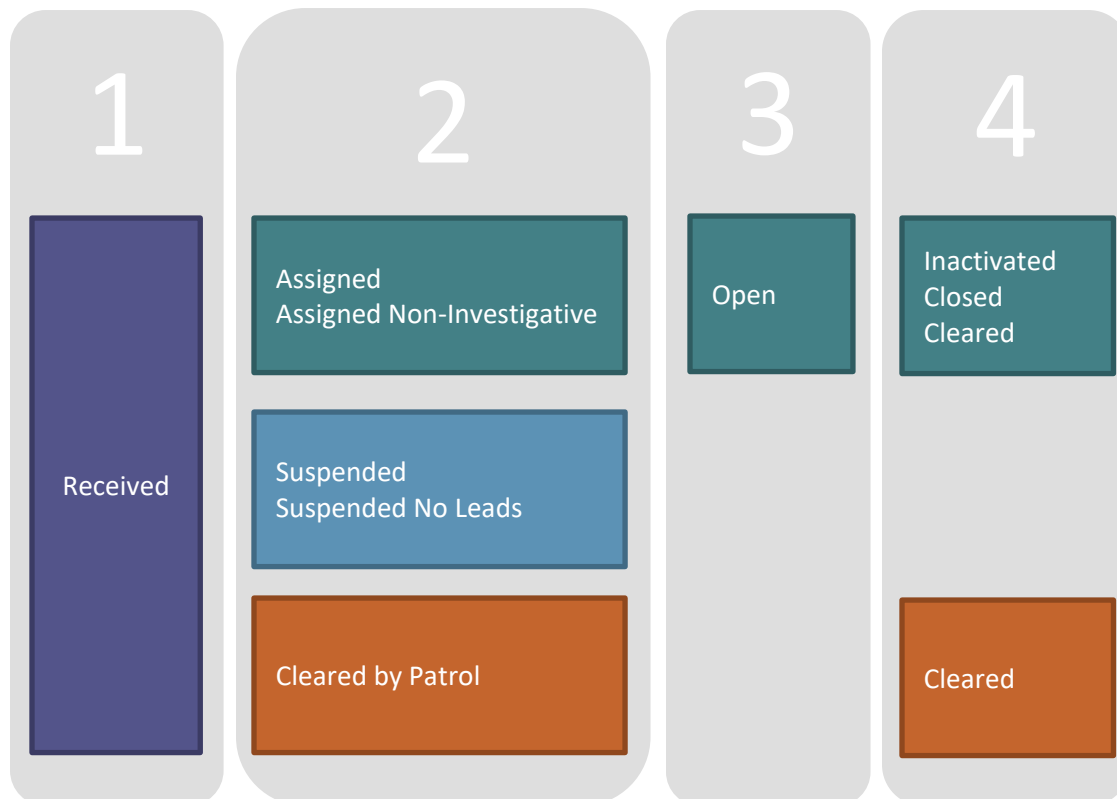 1
2
3
4
Received
Assigned
Assigned Non-Investigative
Suspended
Suspended No Leads
Cleared by Patrol
Open
Inactivated
Closed
Cleared
Cleared